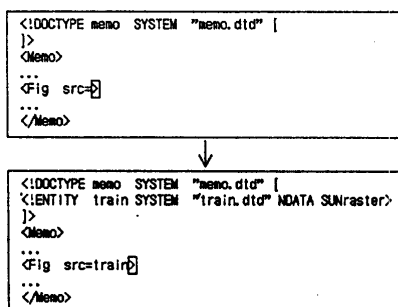 <!DOCTYPE memo SYSTEM "memo.dtd" [
]>
<Memo>
...
<Fig src=>
...
</Memo>
<!DOCTYPE memo SYSTEM "memo.dtd" [
<!ENTITY train SYSTEM "train.dtd" NDATA SUNraster>
]>
<Memo>
...
<Fig src=train>
...
</Memo>